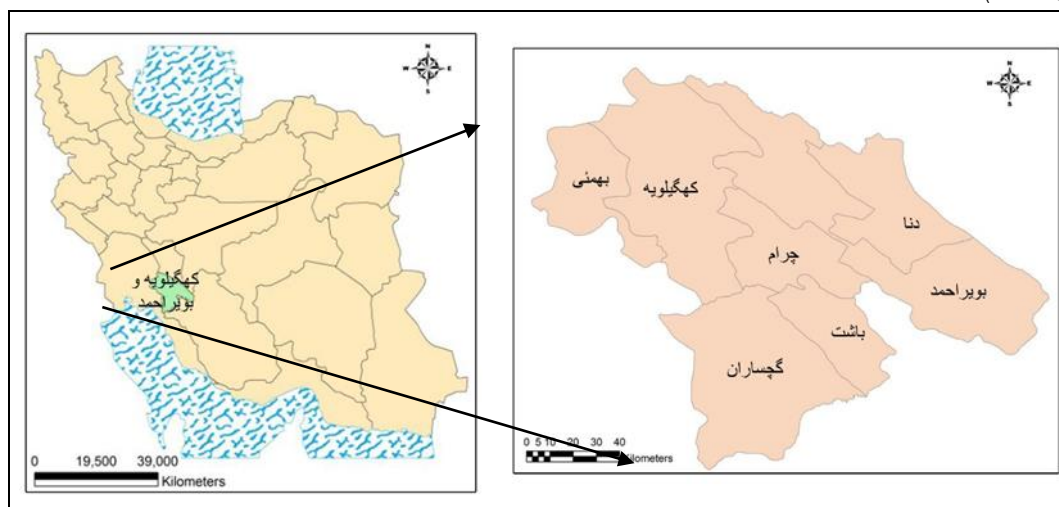 N
W E
S
کهگیلویه و
بویراحمد
0 19,500 39,000
Kilometers
N
W E
S
بهمئی
کهگیلویه
دنا
چرام
بویراحمد
باشت
گچساران
0 5 10 20 30 40
Kilometers